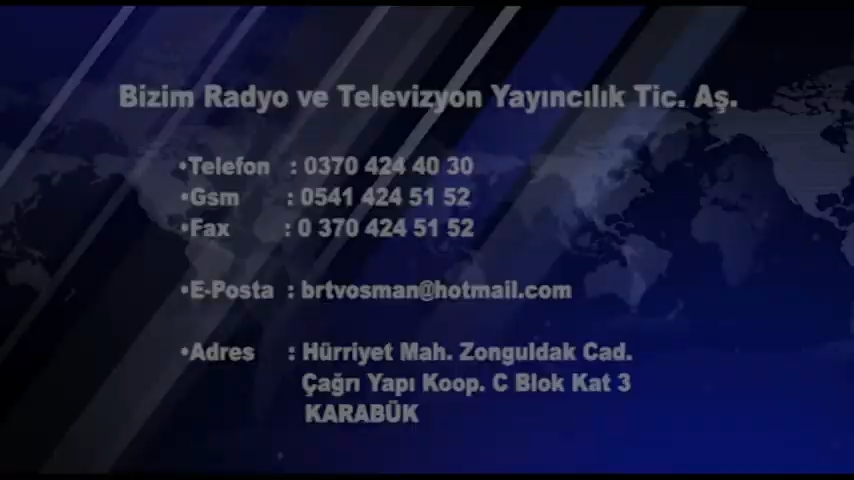 Bizim Radyo ve Televizyon Yayıncılık Tic. Aş.
•Telefon : 0370 424 40 30
•Gsm : 0541 424 51 52
•Fax : 0 370 424 51 52
•E-Posta : brtvosman@hotmail.com
•Adres : Hürriyet Mah. Zonguldak Cad.
Çağrı Yapı Koop. C Blok Kat 3
KARABÜK